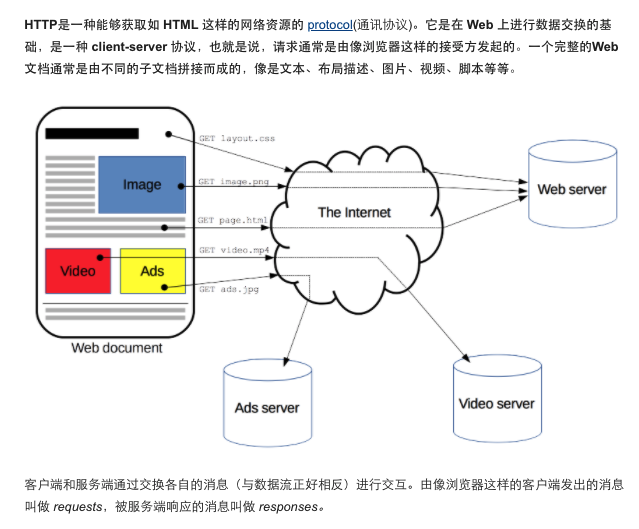 HTTP是一种能够获取如 HTML 这样的网络资源的 protocol(通讯协议)。它是在 Web 上进行数据交换的基
础，是一种 client-server 协议，也就是说，请求通常是由像浏览器这样的接受方发起的。一个完整的Web
文档通常是由不同的子文档拼接而成的，像是文本、布局描述、图片、视频、脚本等等。
GET layout.css
Image
GET image.png
Web server
The Internet
GET page.html
GET video.mp4
Video
Ads
GET ads.jpg
Web document
Ads server
Video server
客户端和服务端通过交换各自的消息（与数据流正好相反）进行交互。由像浏览器这样的客户端发出的消息
叫做 requests，被服务端响应的消息叫做 responses。